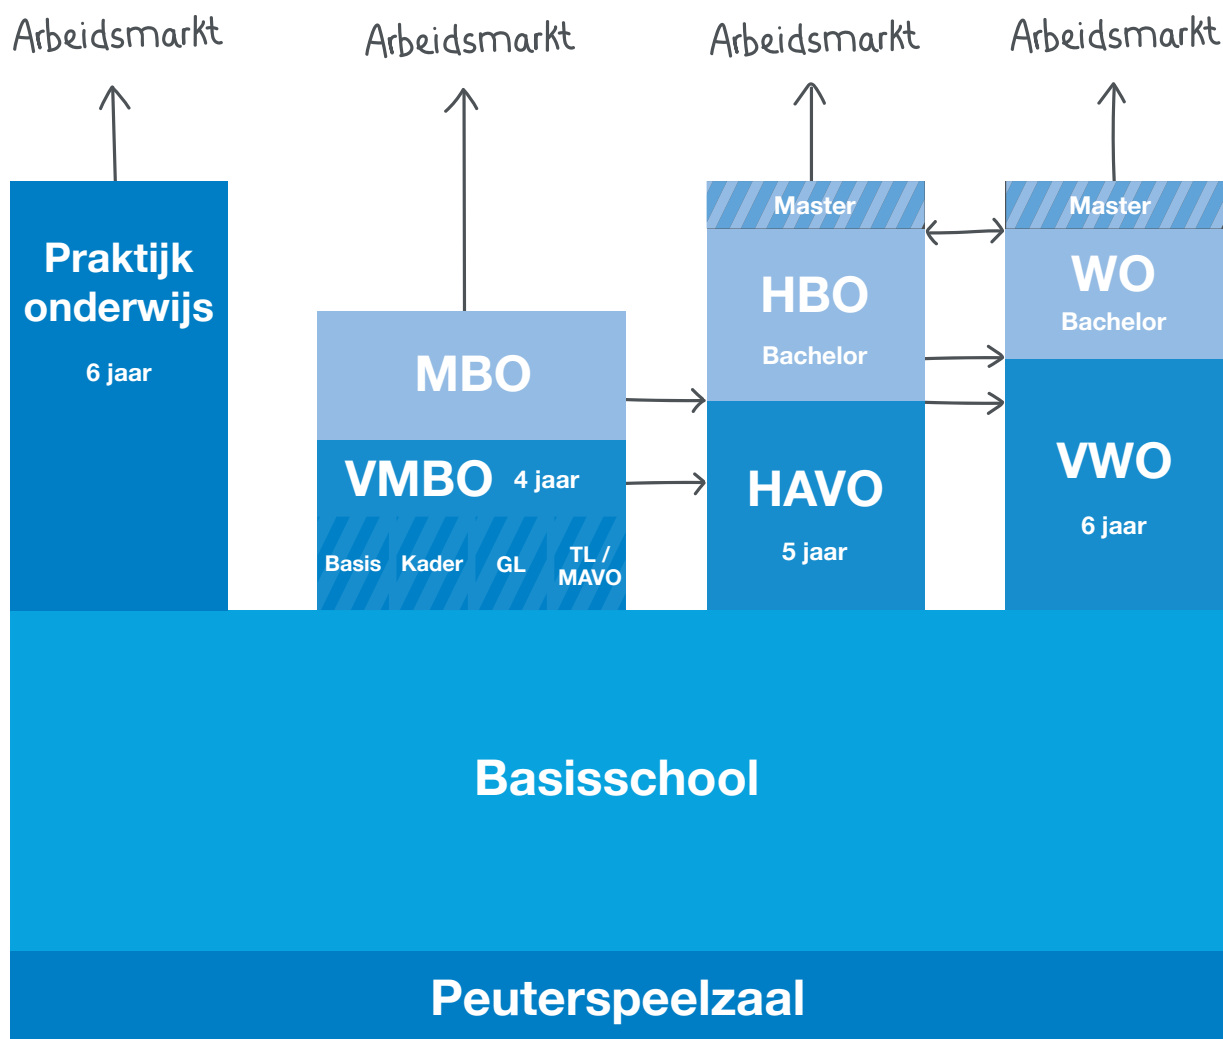 Arbeidsmarkt
Arbeidsmarkt
Arbeidsmarkt
Arbeidsmarkt
Praktijk
onderwijs
6 jaar
MBO
VMBO 4 jaar
Basis
Kader
GL
TL /
MAVO
Master
HBO
Bachelor
HAVO
5 jaar
Master
WO
Bachelor
VWO
6 jaar
Basisschool
Peuterspeelzaal